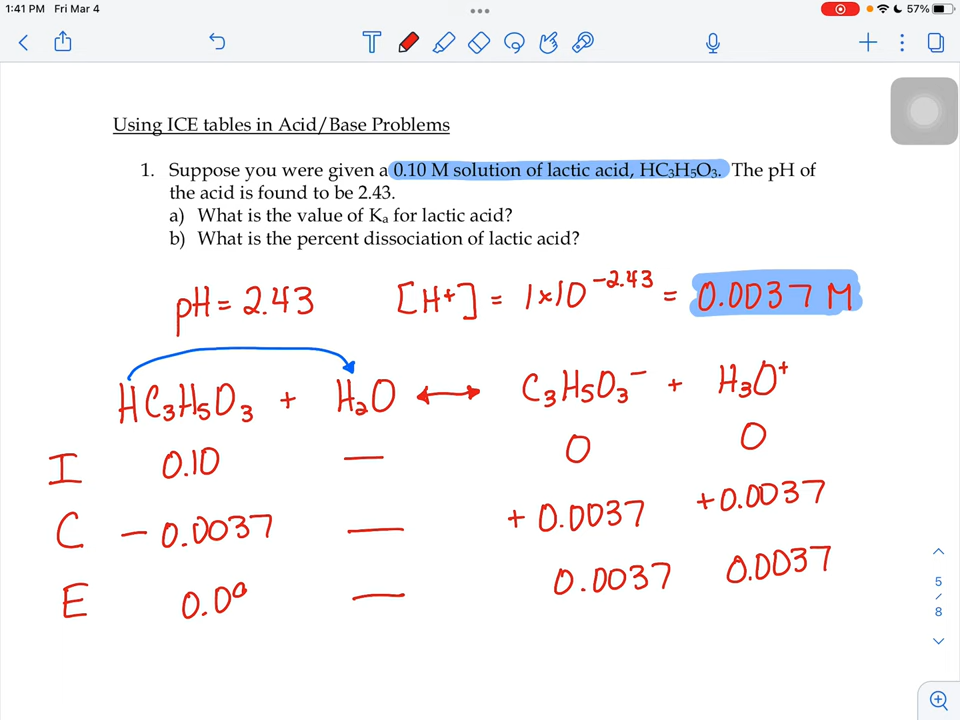 1:41 PM Fri Mar 4 57%
T
Using ICE tables in Acid/Base Problems
1. Suppose you were given a 0.10 M solution of lactic acid, HC₃H₅O₃. The pH of
the acid is found to be 2.43.
a) What is the value of Kₐ for lactic acid?
b) What is the percent dissociation of lactic acid?
pH = 2.43 [H⁺] = 1×10⁻²·⁴³ = 0.0037 M
HC₃H₅O₃ + H₂O ↔ C₃H₅O₃⁻ + H₃O⁺
I 0.10 — 0 0
C − 0.0037 — + 0.0037 + 0.0037
E 0.0 — 0.0037 0.0037
5
/
8